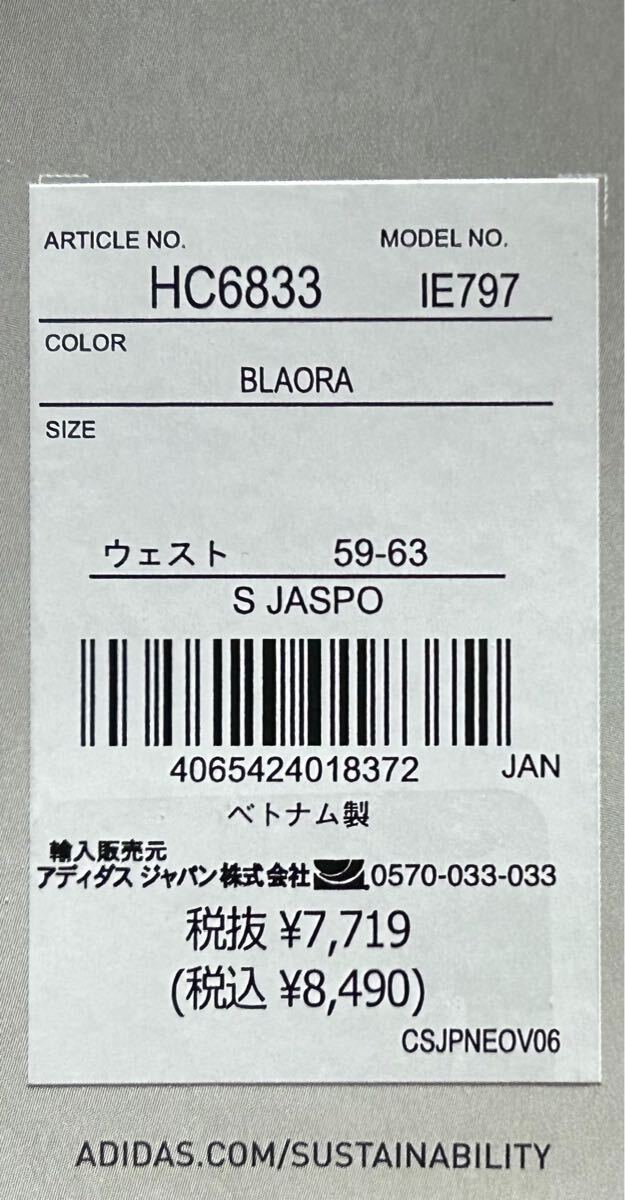 ARTICLE NO. MODEL NO.
HC6833 IE797
COLOR
BLAORA
SIZE
ウェスト 59-63
S JASPO
4065424018372 JAN
ベトナム製
輸入販売元
アディダス ジャパン株式会社 0570-033-033
税抜 ¥7,719
(税込 ¥8,490)
CSJPNEOV06
ADIDAS.COM/SUSTAINABILITY